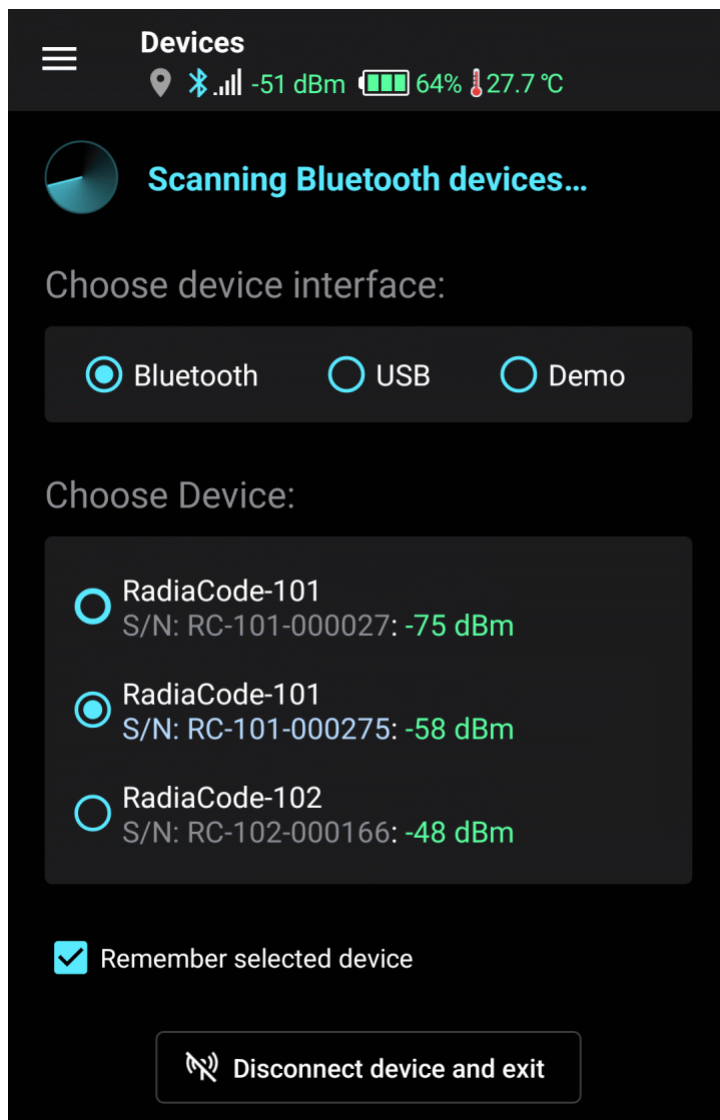 Devices
-51 dBm 64% 27.7 °C
Scanning Bluetooth devices...
Choose device interface:
Bluetooth USB Demo
Choose Device:
RadiaCode-101
S/N: RC-101-000027: -75 dBm
RadiaCode-101
S/N: RC-101-000275: -58 dBm
RadiaCode-102
S/N: RC-102-000166: -48 dBm
Remember selected device
Disconnect device and exit